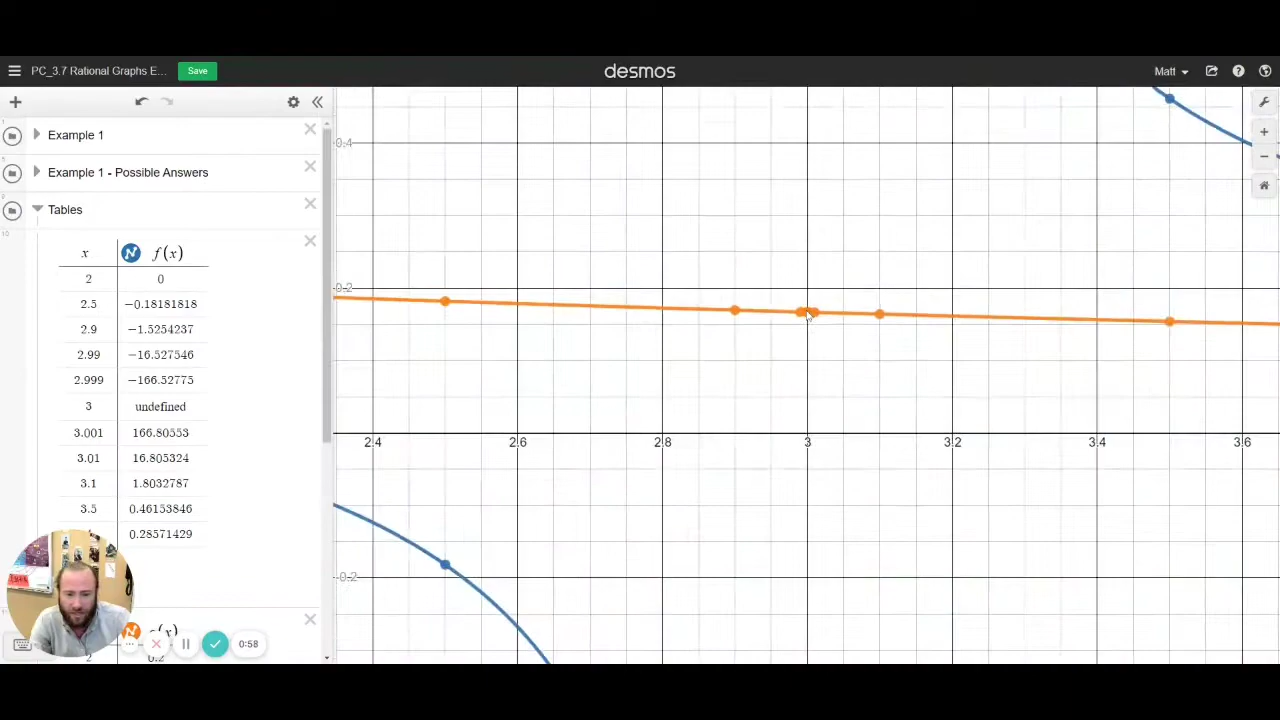 PC_3.7 Rational Graphs E...
Save
desmos
Matt
Example 1
Example 1 - Possible Answers
Tables
x f(x)
2 0
2.5 −0.18181818
2.9 −1.5254237
2.99 −16.527546
2.999 −166.52775
3 undefined
3.001 166.80553
3.01 16.805324
3.1 1.8032787
3.5 0.46153846
0.28571429
2 0.2
0:58
0.4
0.2
2.4 2.6 2.8 3 3.2 3.4 3.6
0.2